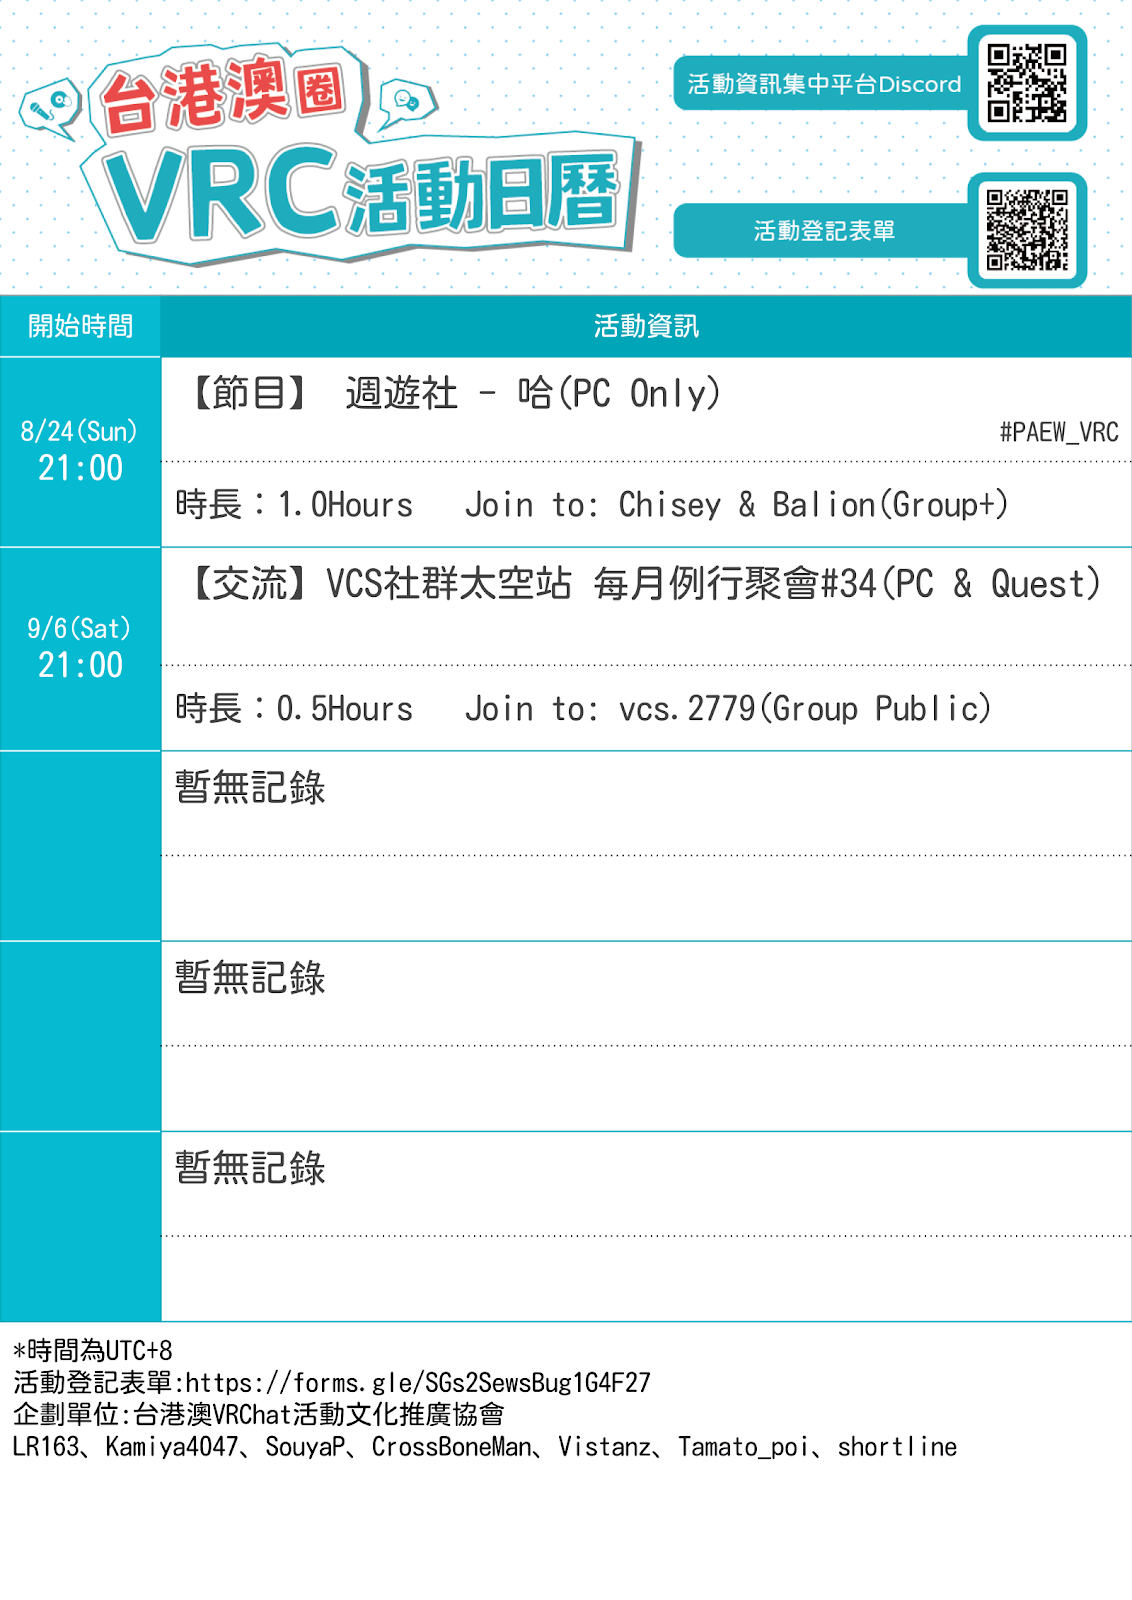 台港澳圈
VRC活動日曆
活動資訊集中平台Discord
活動登記表單
開始時間
活動資訊
8/24(Sun)
21:00
【節目】 週遊社 - 哈(PC Only)
#PAEW_VRC
時長：1.0Hours Join to: Chisey & Balion(Group+)
9/6(Sat)
21:00
【交流】VCS社群太空站 每月例行聚會#34(PC & Quest)
時長：0.5Hours Join to: vcs.2779(Group Public)
暫無記錄
暫無記錄
暫無記錄
*時間為UTC+8
活動登記表單:https://forms.gle/SGs2SewsBug1G4F27
企劃單位:台港澳VRChat活動文化推廣協會
LR163、Kamiya4047、SouyaP、CrossBoneMan、Vistanz、Tamato_poi、shortline